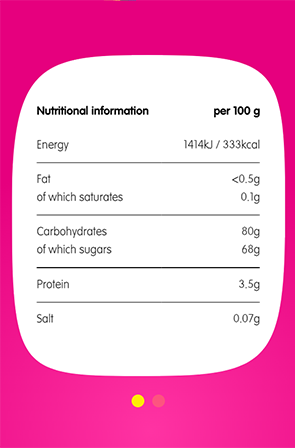 Nutritional information per 100 g
Energy 1414kJ / 333kcal
Fat <0.5g
of which saturates 0.1g
Carbohydrates 80g
of which sugars 68g
Protein 3.5g
Salt 0.07g